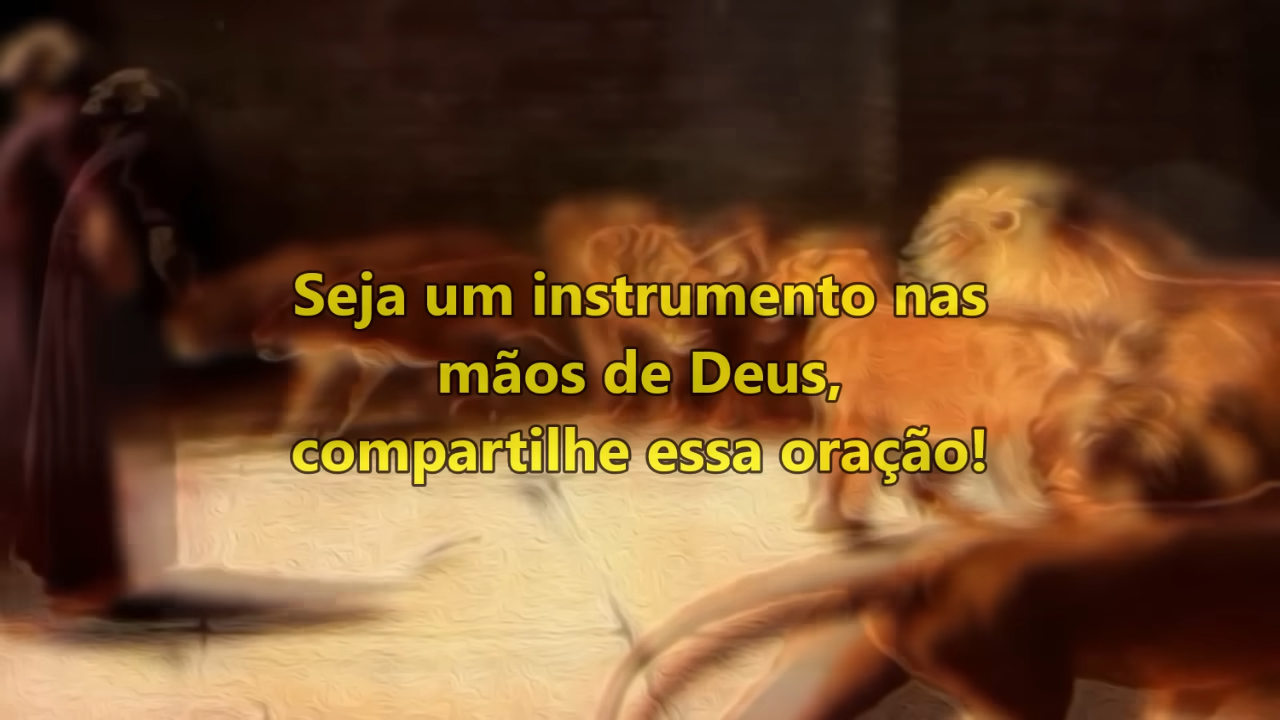 Seja um instrumento nas
mãos de Deus,
compartilhe essa oração!